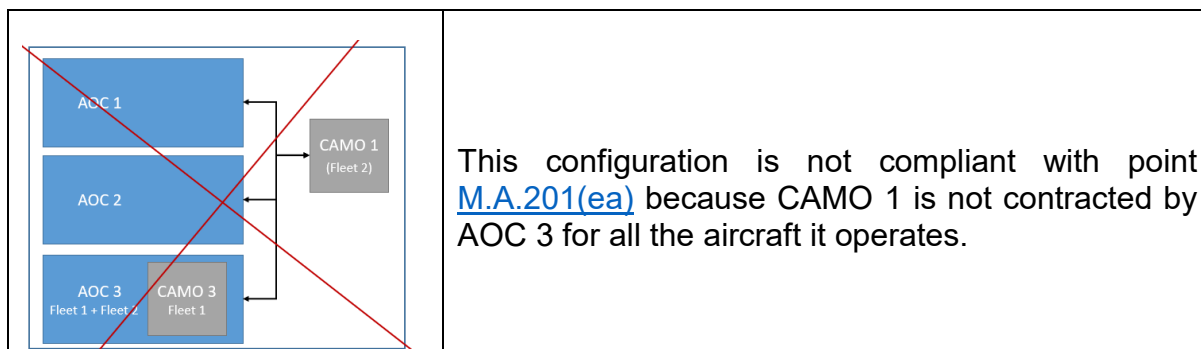 AOC 1
CAMO 1
(Fleet 2)
AOC 2
AOC 3
Fleet 1 + Fleet 2
CAMO 3
Fleet 1
This configuration is not compliant with point
M.A.201(ea) because CAMO 1 is not contracted by
AOC 3 for all the aircraft it operates.